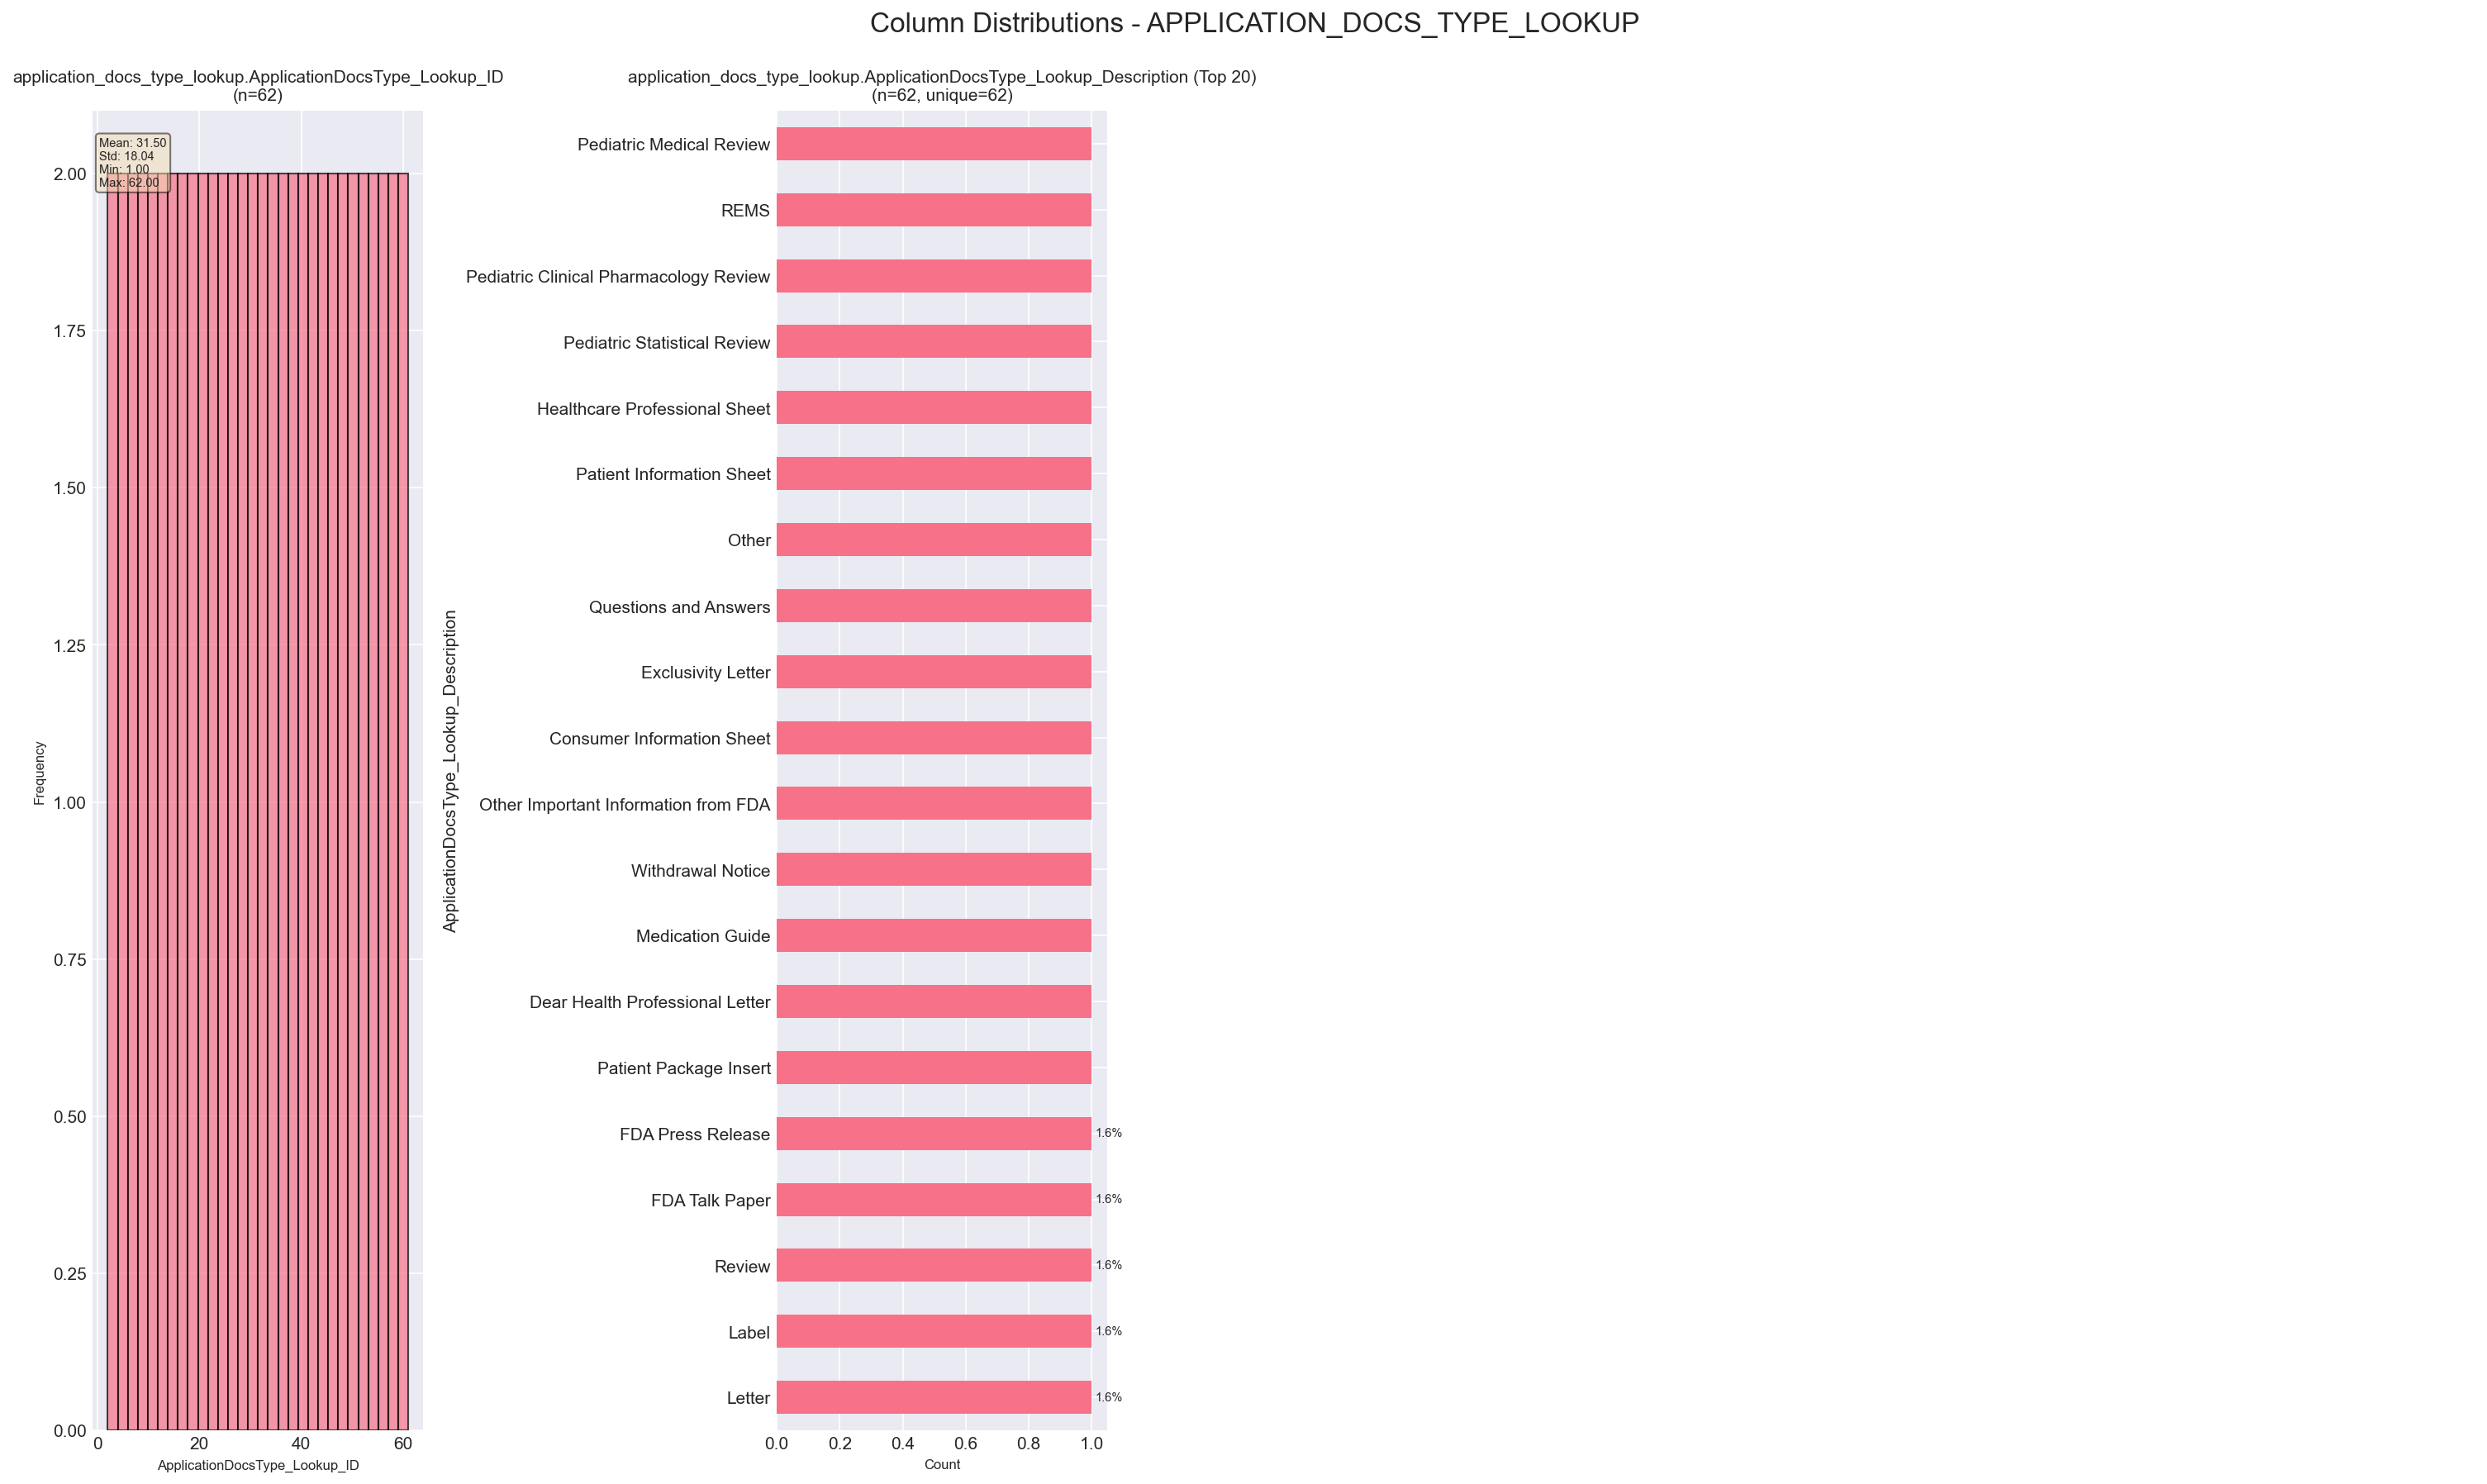 Column Distributions - APPLICATION_DOCS_TYPE_LOOKUP
application_docs_type_lookup.ApplicationDocsType_Lookup_ID
(n=62)
Mean: 31.50
Std: 18.04
Min: 1.00
Max: 62.00
2.00
1.75
1.50
1.25
1.00
0.75
0.50
0.25
0.00
Frequency
0 20 40 60
ApplicationDocsType_Lookup_ID
application_docs_type_lookup.ApplicationDocsType_Lookup_Description (Top 20)
(n=62, unique=62)
ApplicationDocsType_Lookup_Description
Pediatric Medical Review
REMS
Pediatric Clinical Pharmacology Review
Pediatric Statistical Review
Healthcare Professional Sheet
Patient Information Sheet
Other
Questions and Answers
Exclusivity Letter
Consumer Information Sheet
Other Important Information from FDA
Withdrawal Notice
Medication Guide
Dear Health Professional Letter
Patient Package Insert
FDA Press Release 1.6%
FDA Talk Paper 1.6%
Review 1.6%
Label 1.6%
Letter 1.6%
0.0 0.2 0.4 0.6 0.8 1.0
Count